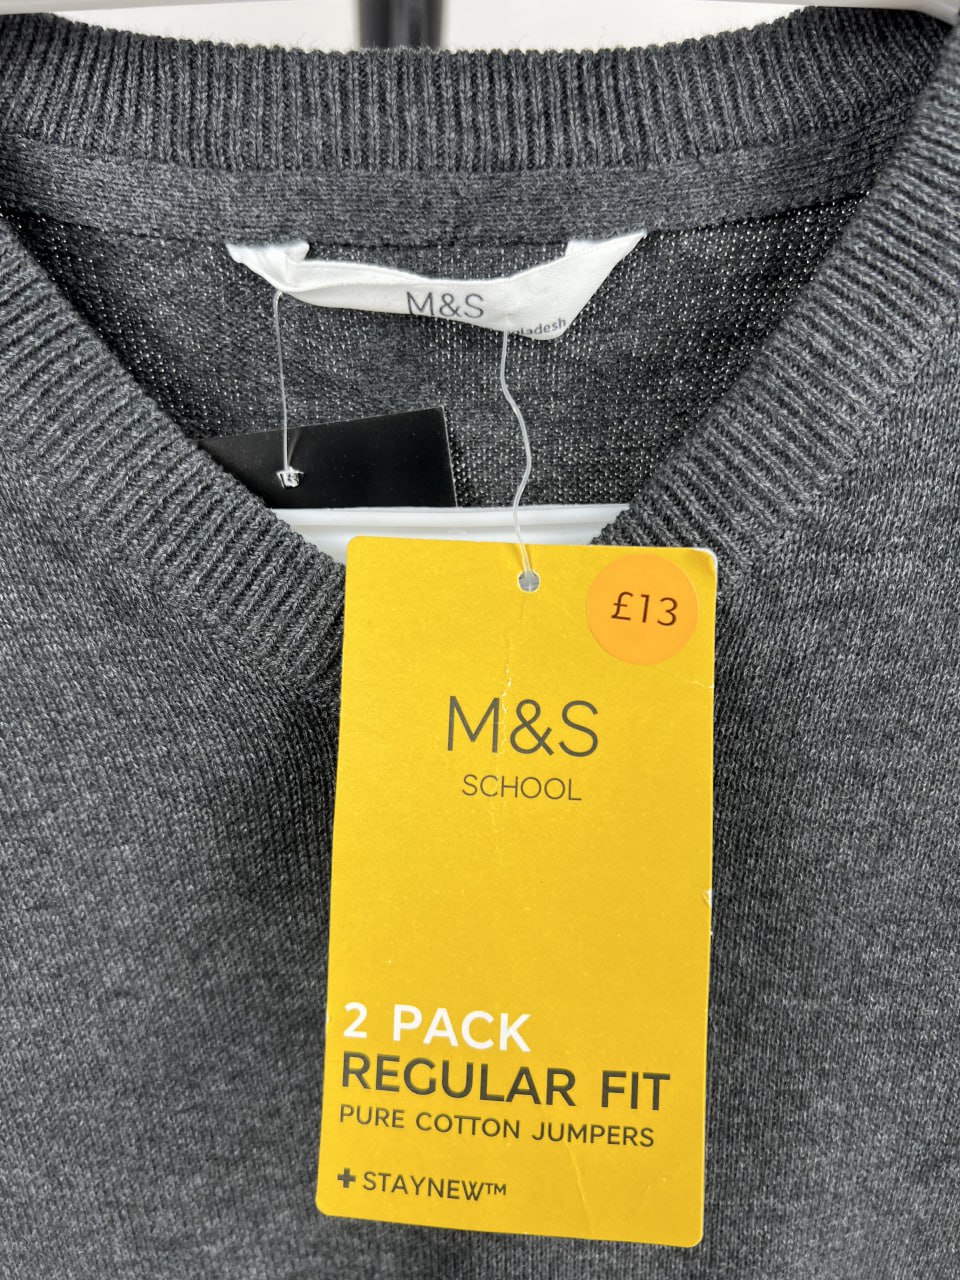 M&S
£13
M&S
SCHOOL
2 PACK
REGULAR FIT
PURE COTTON JUMPERS
+ STAYNEW™